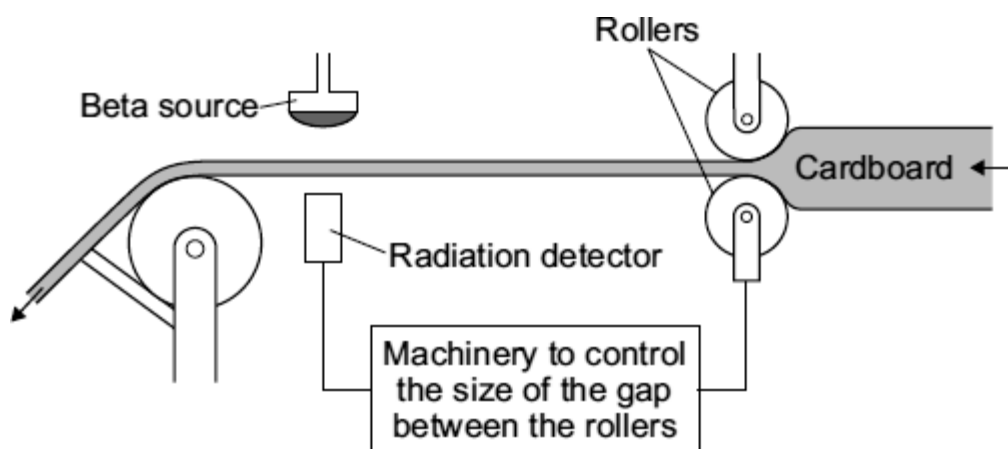 Rollers
Beta source
Cardboard
Radiation detector
Machinery to control
the size of the gap
between the rollers